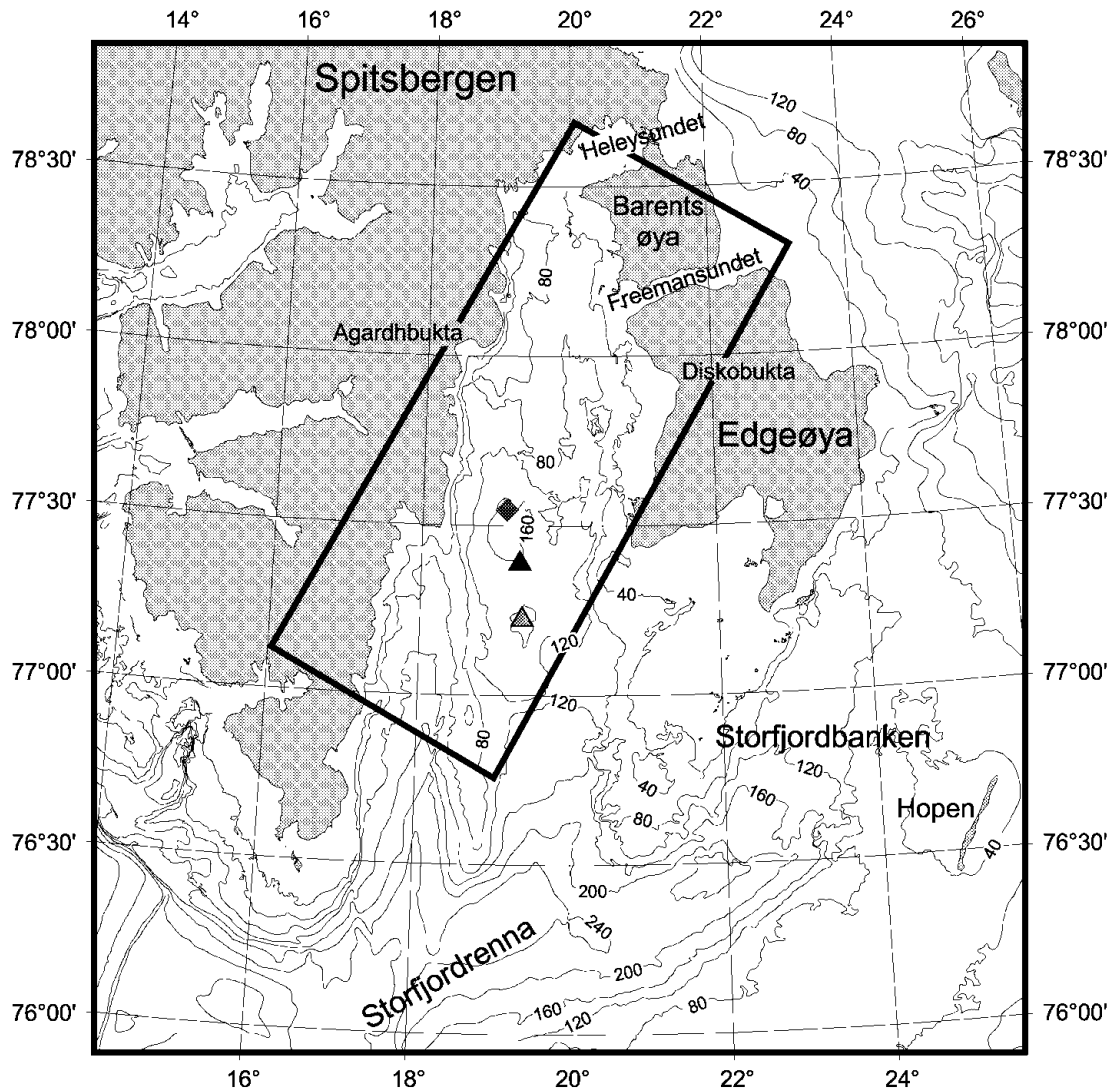 14° 16° 18° 20° 22° 24° 26°
Spitsbergen
120
80
Heleysundet
78°30'
78°30'
40
Barents
øya
80
Freemansundet
78°00'
Agardhbukta
78°00'
Diskobukta
Edgeøya
80
77°30'
77°30'
160
40
120
77°00'
77°00'
120
80
Storfjordbanken
120
40
160
Hopen
80
76°30'
76°30'
40
200
240
Storfjordrenna
200
160
80
76°00'
120
76°00'
16° 18° 20° 22° 24°